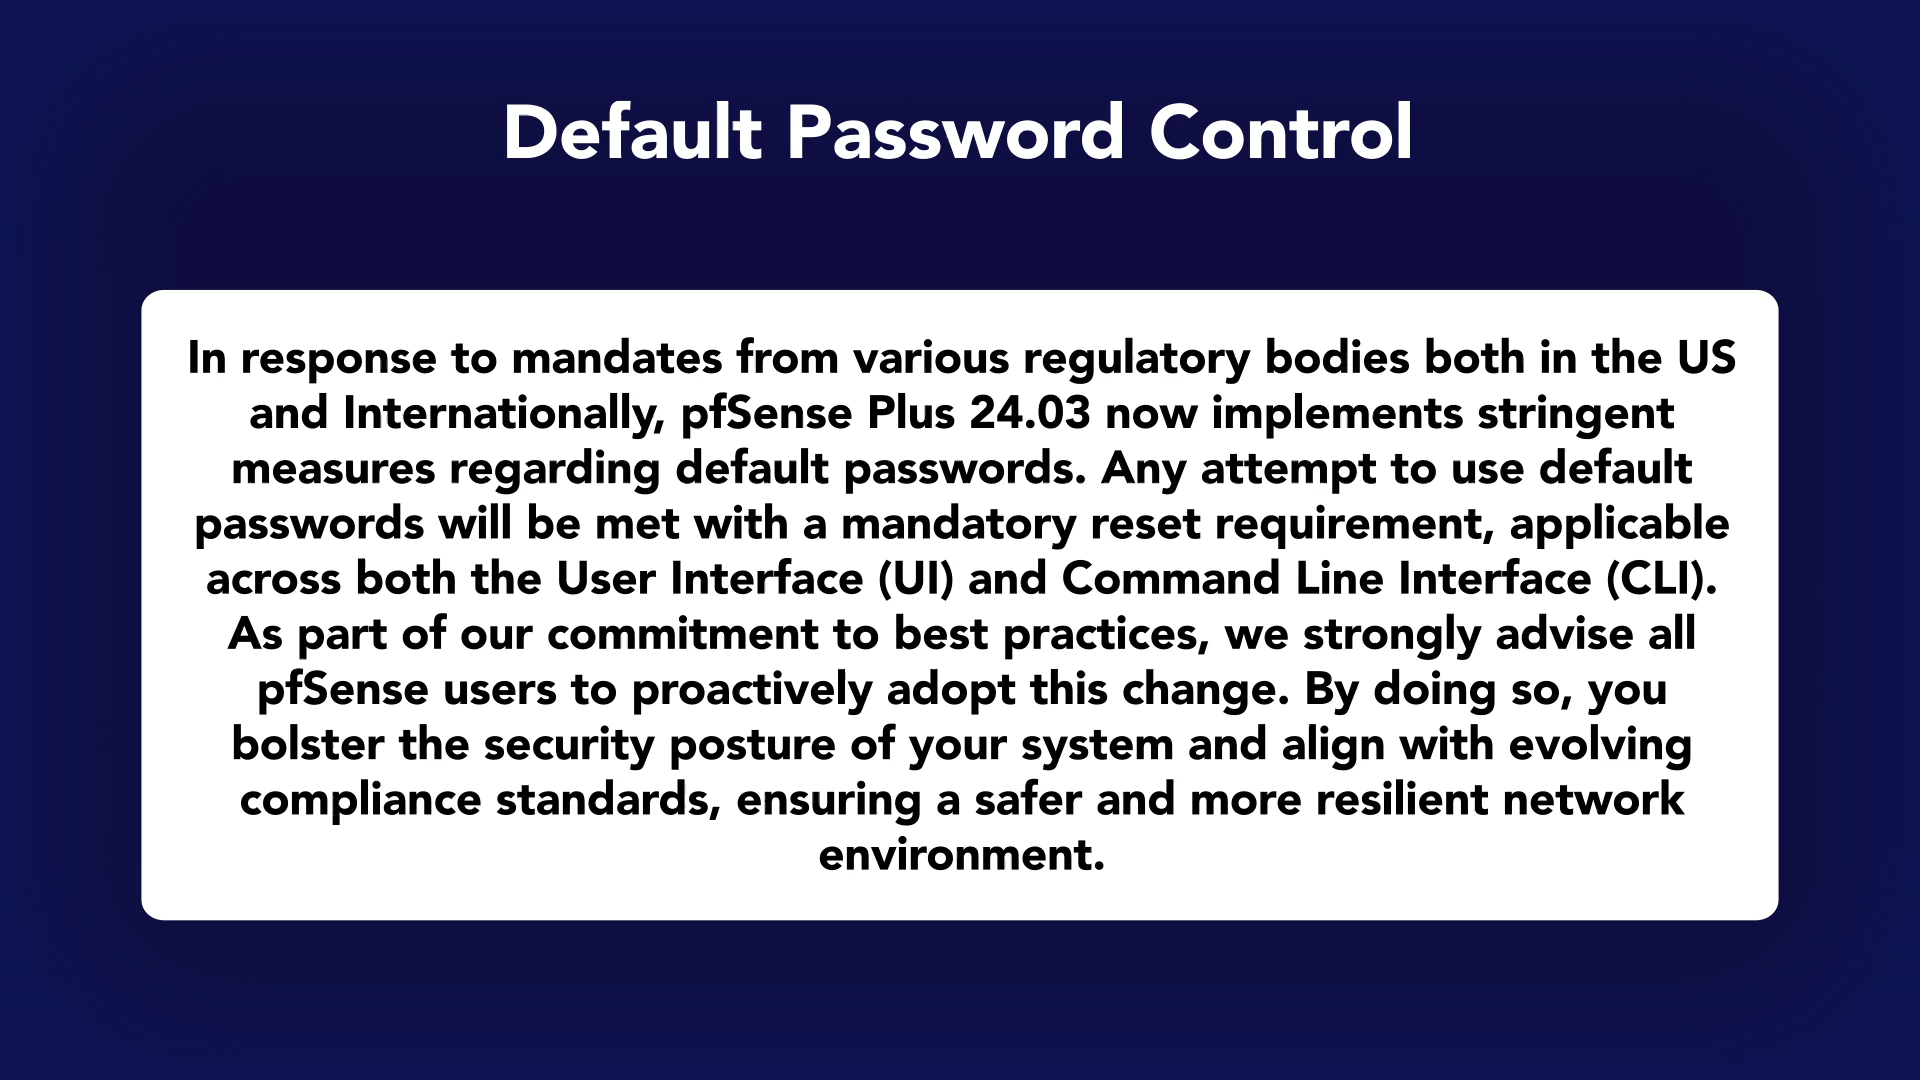 Default Password Control
In response to mandates from various regulatory bodies both in the US
and Internationally, pfSense Plus 24.03 now implements stringent
measures regarding default passwords. Any attempt to use default
passwords will be met with a mandatory reset requirement, applicable
across both the User Interface (UI) and Command Line Interface (CLI).
As part of our commitment to best practices, we strongly advise all
pfSense users to proactively adopt this change. By doing so, you
bolster the security posture of your system and align with evolving
compliance standards, ensuring a safer and more resilient network
environment.